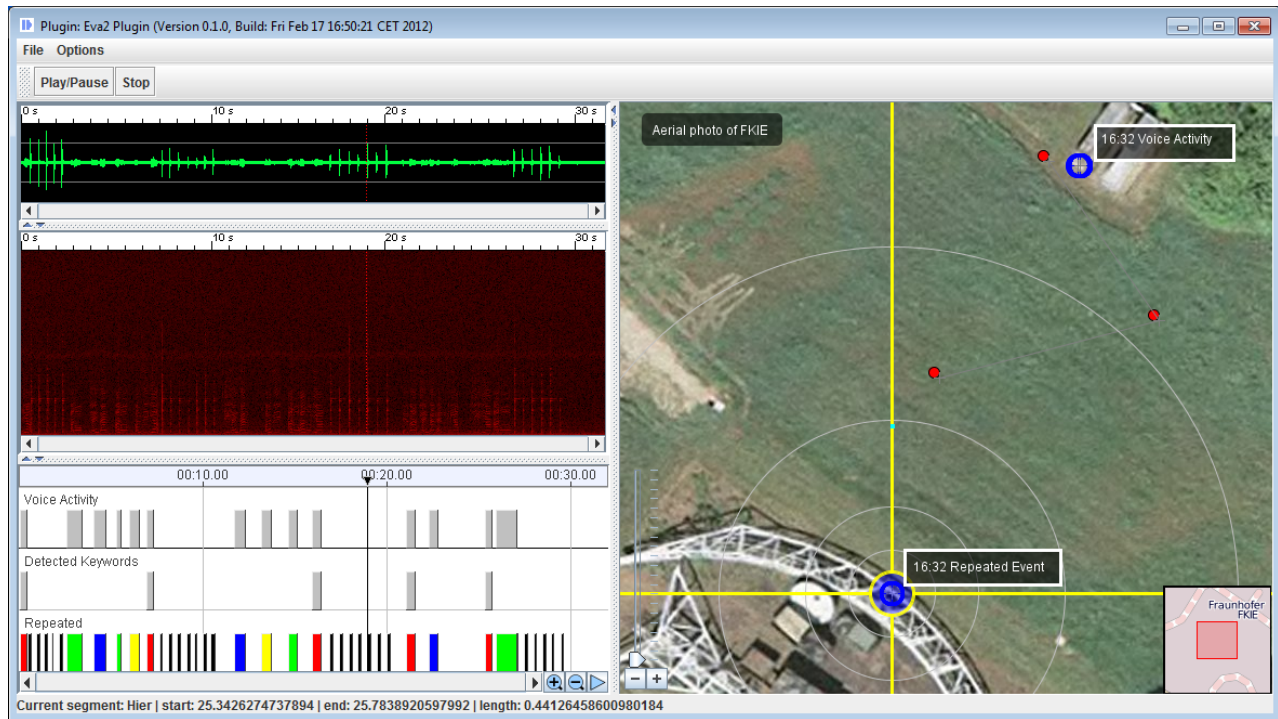 Plugin: Eva2 Plugin (Version 0.1.0, Build: Fri Feb 17 16:50:21 CET 2012)
File Options
Play/Pause Stop
0 s 10 s 20 s 30 s
0 s 10 s 20 s 30 s
00:10.00 00:20.00 00:30.00
Voice Activity
Detected Keywords
Repeated
Aerial photo of FKIE
16:32 Voice Activity
16:32 Repeated Event
Fraunhofer
FKIE
Current segment: Hier | start: 25.3426274737894 | end: 25.7838920597992 | length: 0.44126458600980184